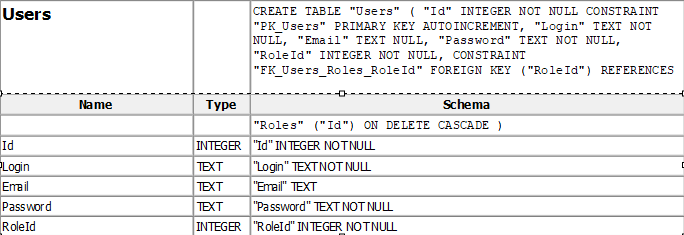 Users
CREATE TABLE "Users" ( "Id" INTEGER NOT NULL CONSTRAINT
"PK_Users" PRIMARY KEY AUTOINCREMENT, "Login" TEXT NOT
NULL, "Email" TEXT NULL, "Password" TEXT NOT NULL,
"RoleId" INTEGER NOT NULL, CONSTRAINT
"FK_Users_Roles_RoleId" FOREIGN KEY ("RoleId") REFERENCES
Name Type Schema
"Roles" ("Id") ON DELETE CASCADE )
Id INTEGER "Id" INTEGER NOT NULL
Login TEXT "Login" TEXT NOT NULL
Email TEXT "Email" TEXT
Password TEXT "Password" TEXT NOT NULL
RoleId INTEGER "RoleId" INTEGER NOT NULL